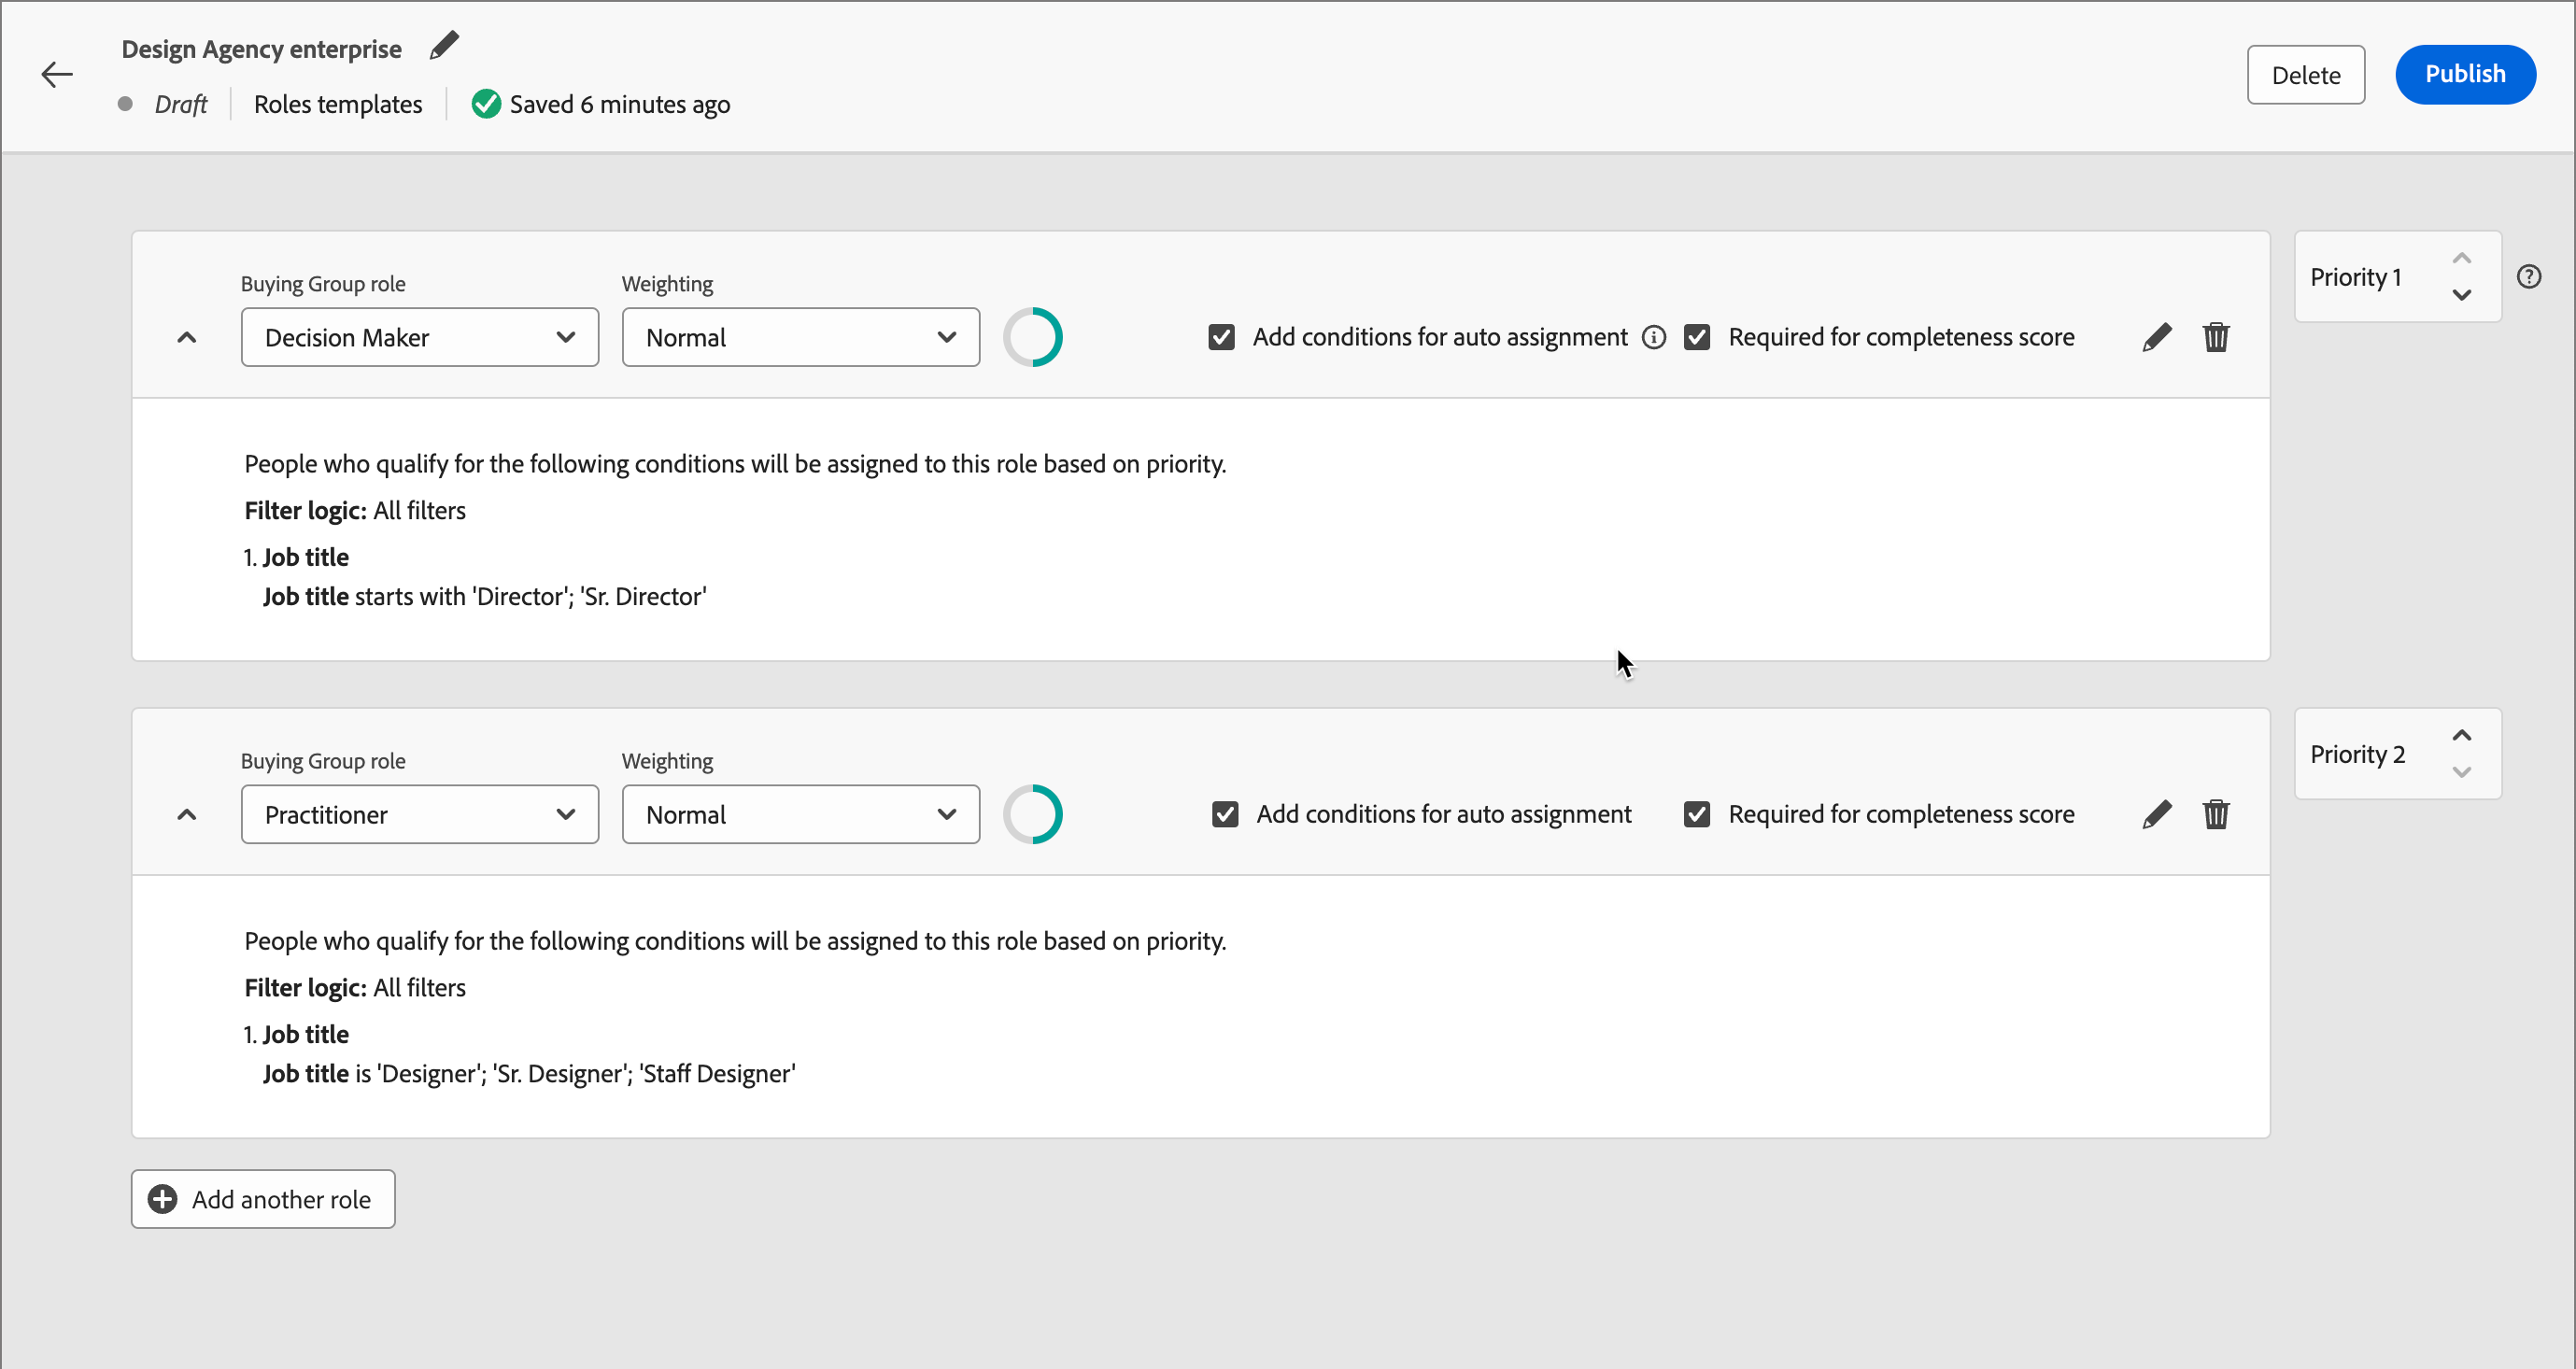 Design Agency enterprise
Draft
Roles templates
Saved 6 minutes ago
Delete
Publish
Buying Group role
Weighting
Decision Maker
Normal
Add conditions for auto assignment
Required for completeness score
Priority 1
People who qualify for the following conditions will be assigned to this role based on priority.
Filter logic: All filters
1. Job title
Job title starts with 'Director'; 'Sr. Director'
Buying Group role
Weighting
Practitioner
Normal
Add conditions for auto assignment
Required for completeness score
Priority 2
People who qualify for the following conditions will be assigned to this role based on priority.
Filter logic: All filters
1. Job title
Job title is 'Designer'; 'Sr. Designer'; 'Staff Designer'
Add another role